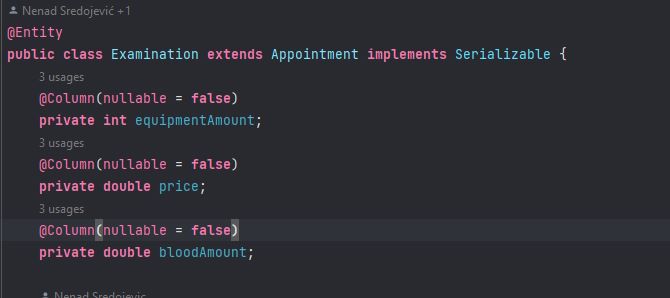 Nenad Sredojević +1
@Entity
public class Examination extends Appointment implements Serializable {
3 usages
@Column(nullable = false)
private int equipmentAmount;
3 usages
@Column(nullable = false)
private double price;
3 usages
@Column(nullable = false)
private double bloodAmount;
Nenad Sredojevic